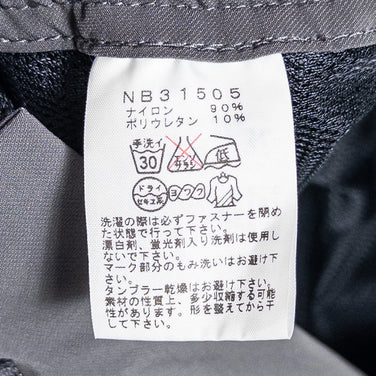 NB31505
ナイロン 90%
ポリウレタン 10%
手洗イ
30
エンソ
サラシ
低
ドライ
セキユ系
ヨワク
洗濯の際は必ずファスナーを閉め
た状態で行って下さい。
漂白剤、蛍光剤入り洗剤は使用し
ないで下さい。
マーク部分のもみ洗いはお避け下
さい。
タンブラー乾燥はお避け下さい。
素材の性質上、多少収縮する可能
性があります。形を整えてから干
して下さい。